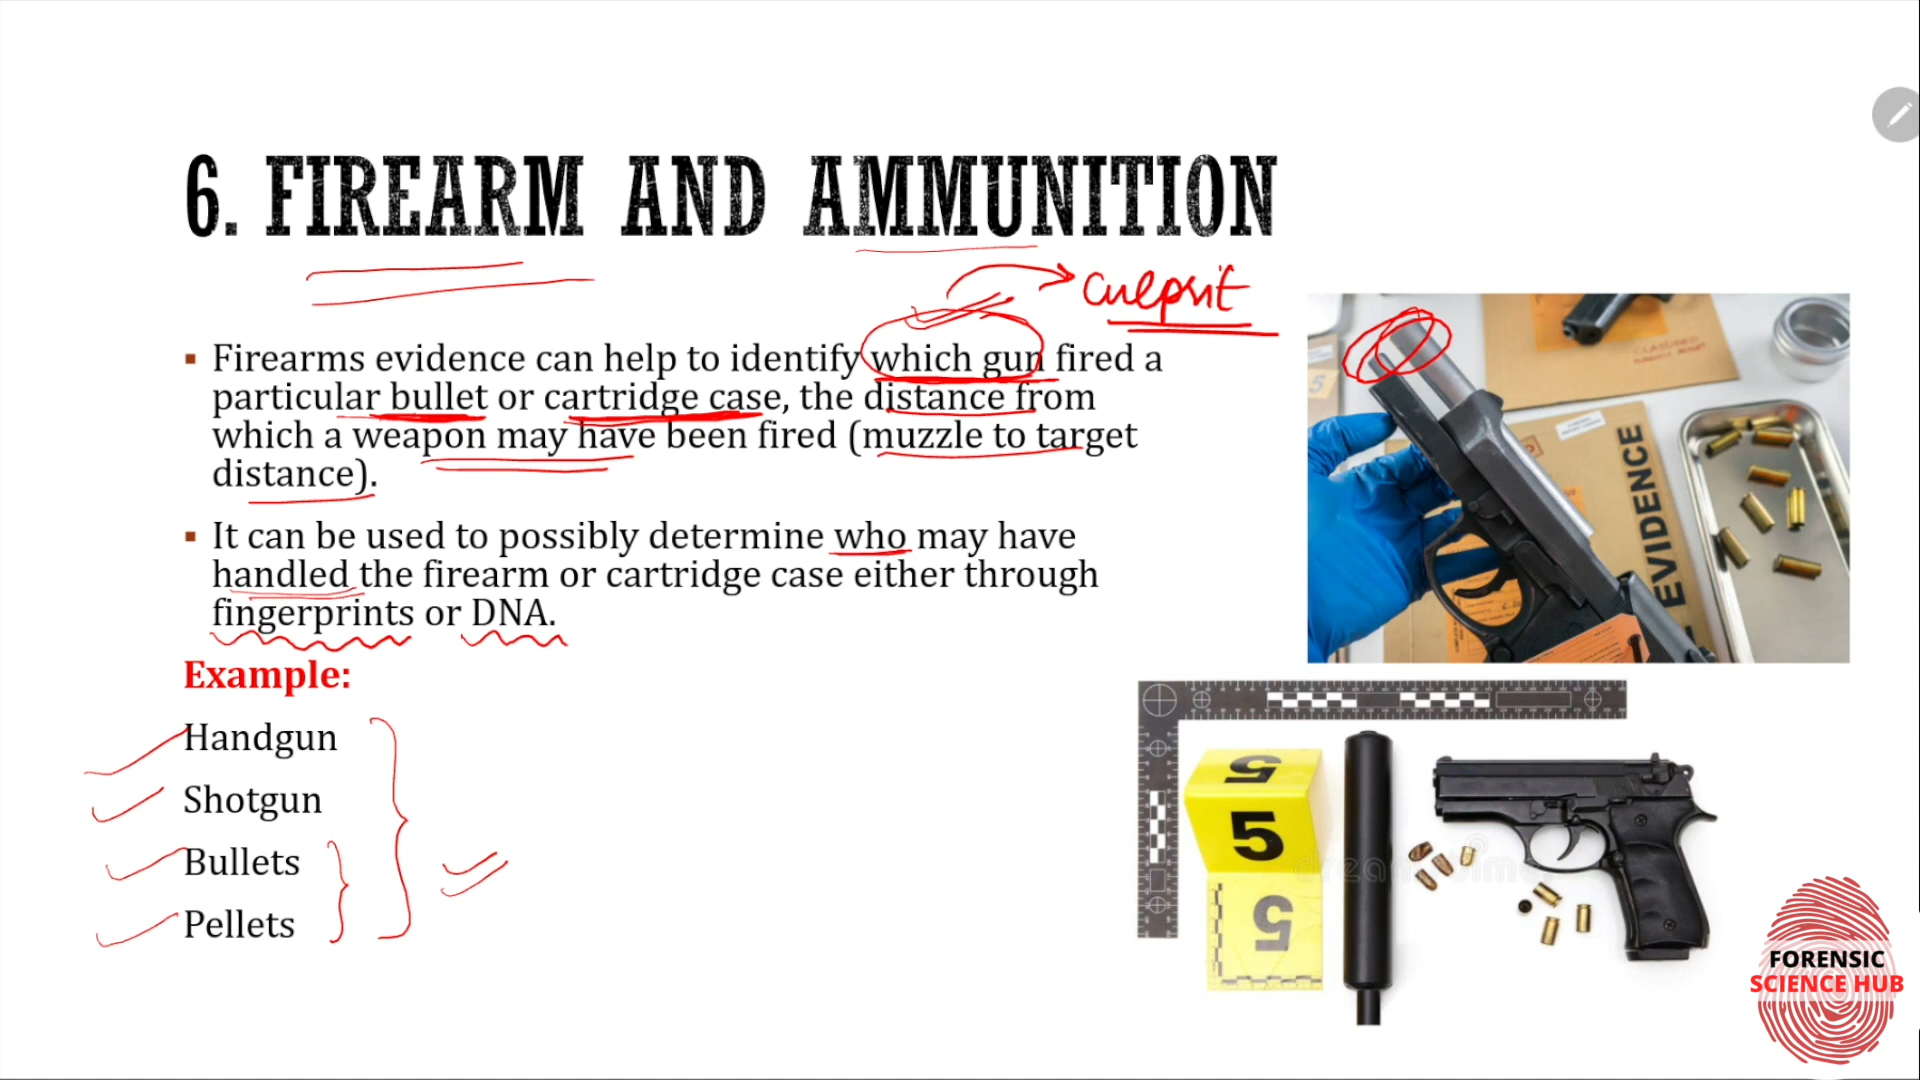 6. FIREARM AND AMMUNITION
culprit
▪ Firearms evidence can help to identify which gun fired a
particular bullet or cartridge case, the distance from
which a weapon may have been fired (muzzle to target
distance).
▪ It can be used to possibly determine who may have
handled the firearm or cartridge case either through
fingerprints or DNA.
Example:
Handgun
Shotgun
Bullets
Pellets
5
EVIDENCE
5
5
5
FORENSIC
SCIENCE HUB